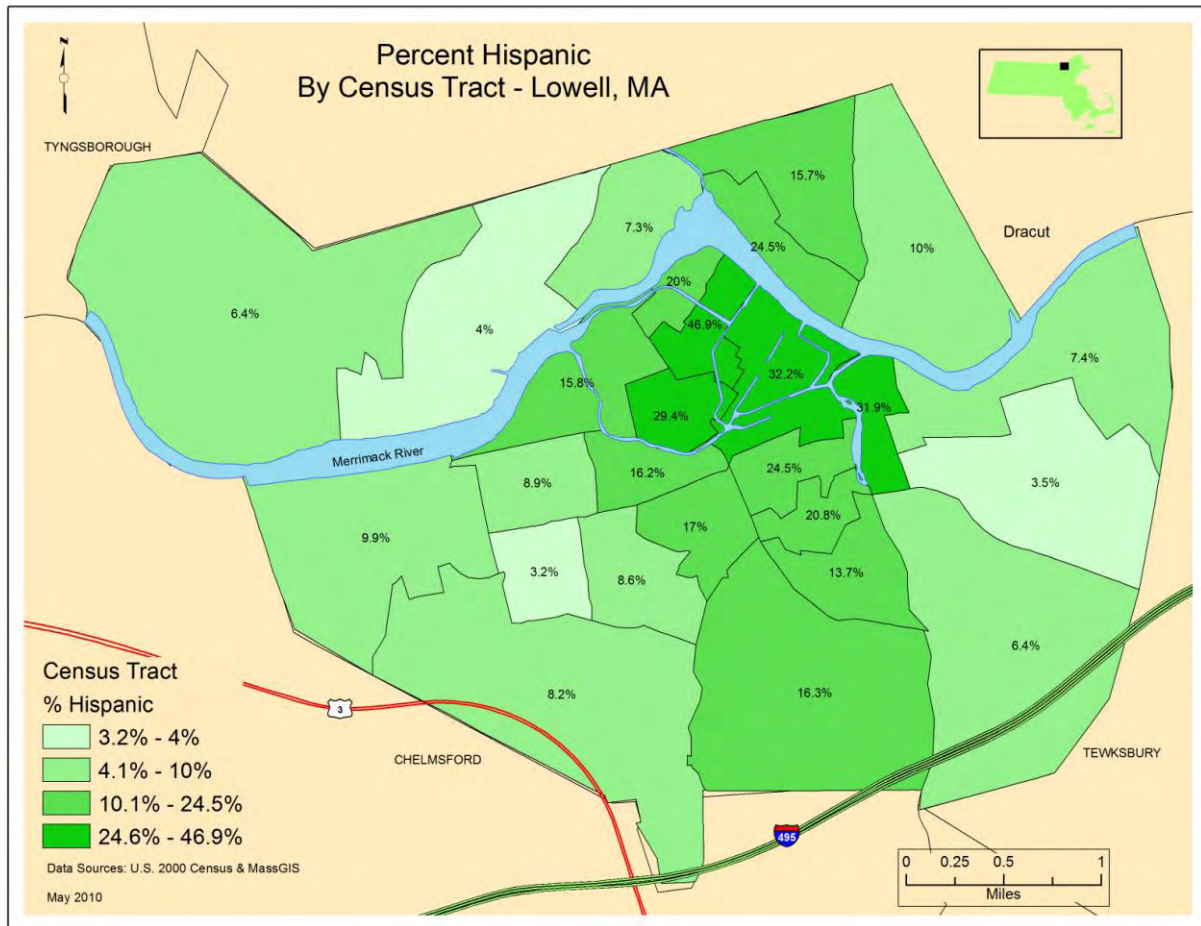 Percent Hispanic
By Census Tract - Lowell, MA
N
TYNGSBOROUGH
15.7%
7.3%
24.5%
10%
Dracut
20%
6.4%
4%
46.9%
7.4%
15.8%
32.2%
29.4%
31.9%
Merrimack River
8.9%
16.2%
24.5%
3.5%
20.8%
9.9%
17%
3.2%
8.6%
13.7%
6.4%
8.2%
16.3%
Census Tract
% Hispanic
3.2% - 4%
4.1% - 10%
10.1% - 24.5%
24.6% - 46.9%
3
CHELMSFORD
TEWKSBURY
495
Data Sources: U.S. 2000 Census & MassGIS
May 2010
0 0.25 0.5 1
Miles